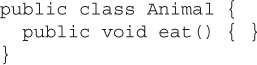 public class Animal {
  public void eat() { }
}